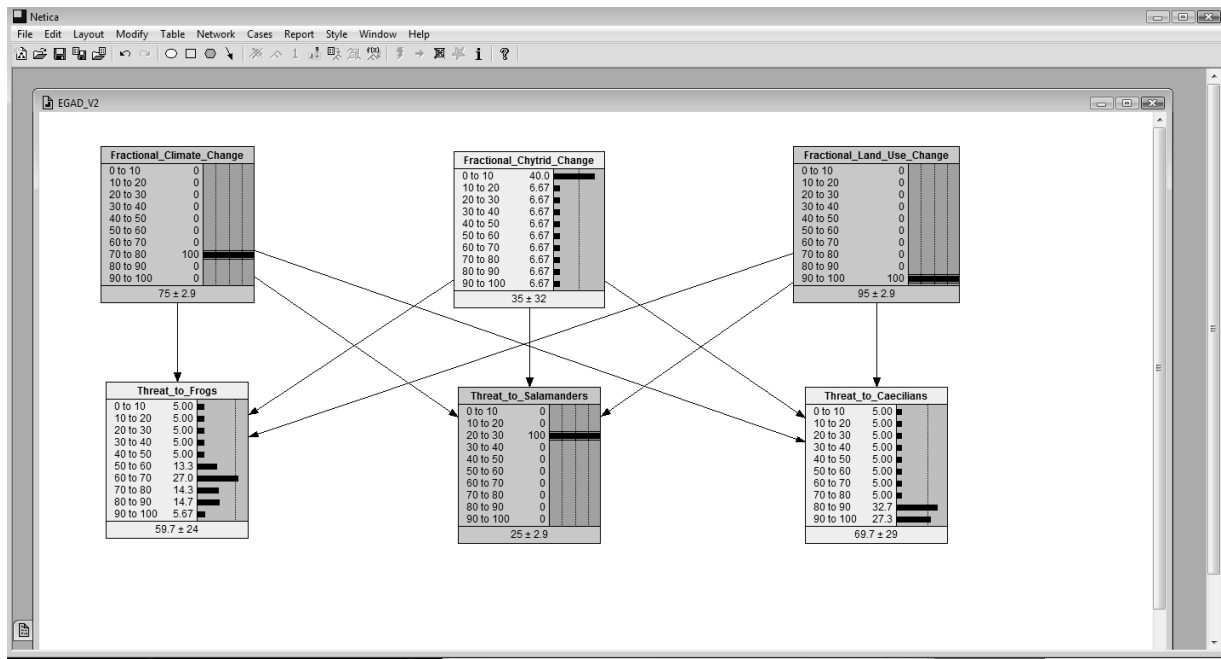 Netica
File Edit Layout Modify Table Network Cases Report Style Window Help
EGAD_V2
Fractional_Climate_Change
0 to 10 0
10 to 20 0
20 to 30 0
30 to 40 0
40 to 50 0
50 to 60 0
60 to 70 0
70 to 80 100
80 to 90 0
90 to 100 0
75 ± 2.9
Fractional_Chytrid_Change
0 to 10 40.0
10 to 20 6.67
20 to 30 6.67
30 to 40 6.67
40 to 50 6.67
50 to 60 6.67
60 to 70 6.67
70 to 80 6.67
80 to 90 6.67
90 to 100 6.67
35 ± 32
Fractional_Land_Use_Change
0 to 10 0
10 to 20 0
20 to 30 0
30 to 40 0
40 to 50 0
50 to 60 0
60 to 70 0
70 to 80 0
80 to 90 0
90 to 100 100
95 ± 2.9
Threat_to_Frogs
0 to 10 5.00
10 to 20 5.00
20 to 30 5.00
30 to 40 5.00
40 to 50 5.00
50 to 60 13.3
60 to 70 27.0
70 to 80 14.3
80 to 90 14.7
90 to 100 5.67
59.7 ± 24
Threat_to_Salamanders
0 to 10 0
10 to 20 0
20 to 30 100
30 to 40 0
40 to 50 0
50 to 60 0
60 to 70 0
70 to 80 0
80 to 90 0
90 to 100 0
25 ± 2.9
Threat_to_Caecilians
0 to 10 5.00
10 to 20 5.00
20 to 30 5.00
30 to 40 5.00
40 to 50 5.00
50 to 60 5.00
60 to 70 5.00
70 to 80 5.00
80 to 90 32.7
90 to 100 27.3
69.7 ± 29